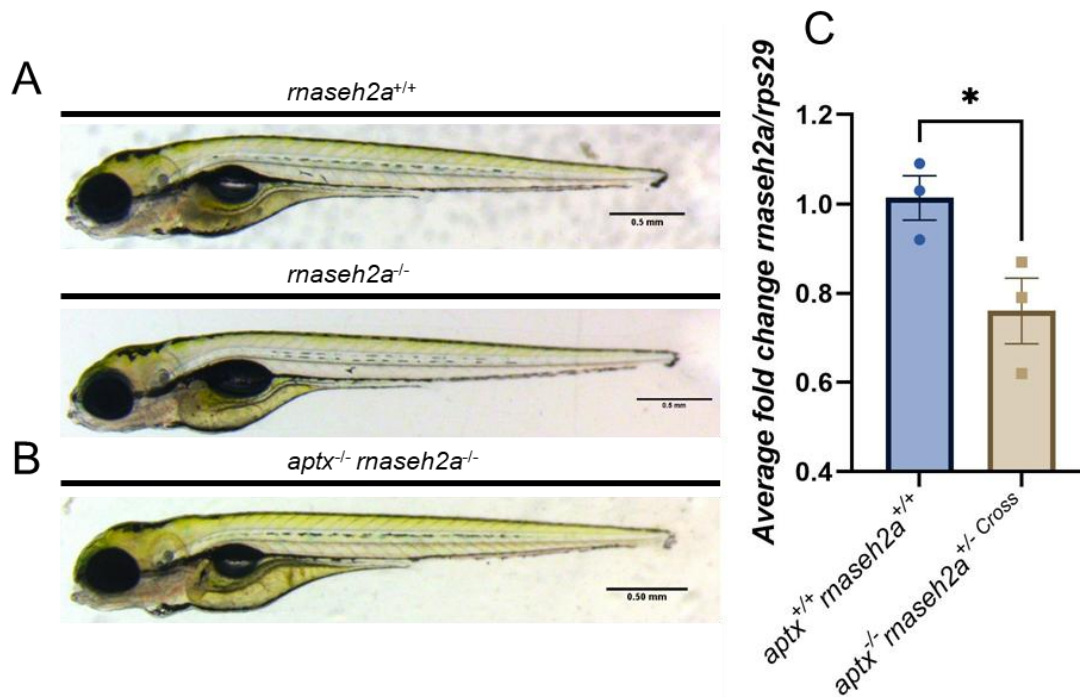 A
rnaseh2a+/+
0.5 mm
rnaseh2a-/-
0.5 mm
B
aptx-/- rnaseh2a-/-
0.50 mm
C
Average fold change rnaseh2a/rps29
*
1.2
1.0
0.8
0.6
0.4
aptx+/+ rnaseh2a+/+
aptx-/- rnaseh2a+/- Cross